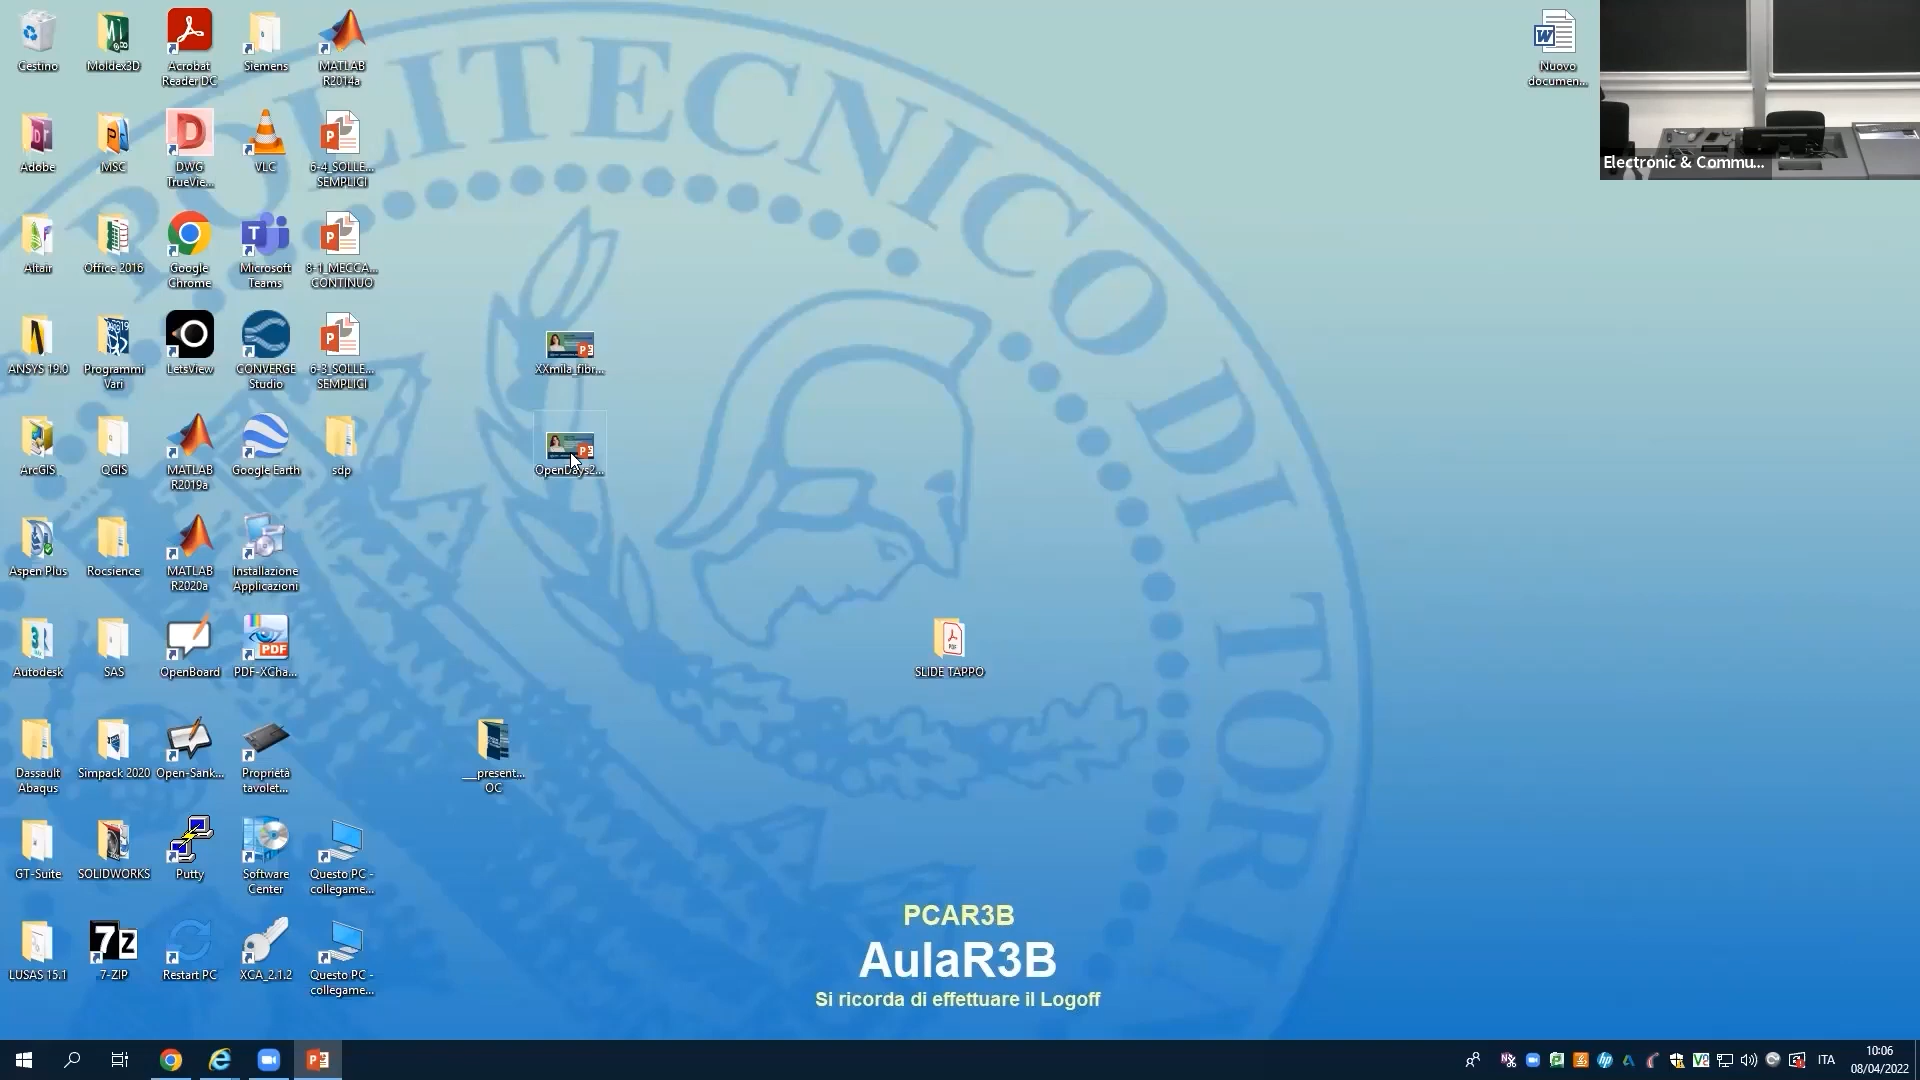 Cestino
Moldex3D
Acrobat
Reader DC
Siemens
MATLAB
R2014a
Nuovo
documen...
Adobe
MSC
DWG
TrueVie...
VLC
6-4_SOLLE...
SEMPLICI
Electronic & Commu...
Altair
Office 2016
Google
Chrome
Microsoft
Teams
8-1_MECCA...
CONTINUO
ANSYS 19.0
Programmi
Vari
LetsView
CONVERGE
Studio
6-3_SOLLE...
SEMPLICI
XXmila_fibr...
ArcGIS
QGIS
MATLAB
R2019a
Google Earth
sdp
OpenDays2...
Aspen Plus
Rocsience
MATLAB
R2020a
Installazione
Applicazioni
Autodesk
SAS
OpenBoard
PDF-XCha...
SLIDE TAPPO
Dassault
Abaqus
Simpack 2020
Open-Sank...
Proprietà
tavolet...
__present...
OC
GT-Suite
SOLIDWORKS
Putty
Software
Center
Questo PC -
collegame...
LUSAS 15.1
7-ZIP
Restart PC
XCA_2.1.2
Questo PC -
collegame...
POLITECNICO DI TORI
PCAR3B
AulaR3B
Si ricorda di effettuare il Logoff
ITA
10:06
08/04/2022